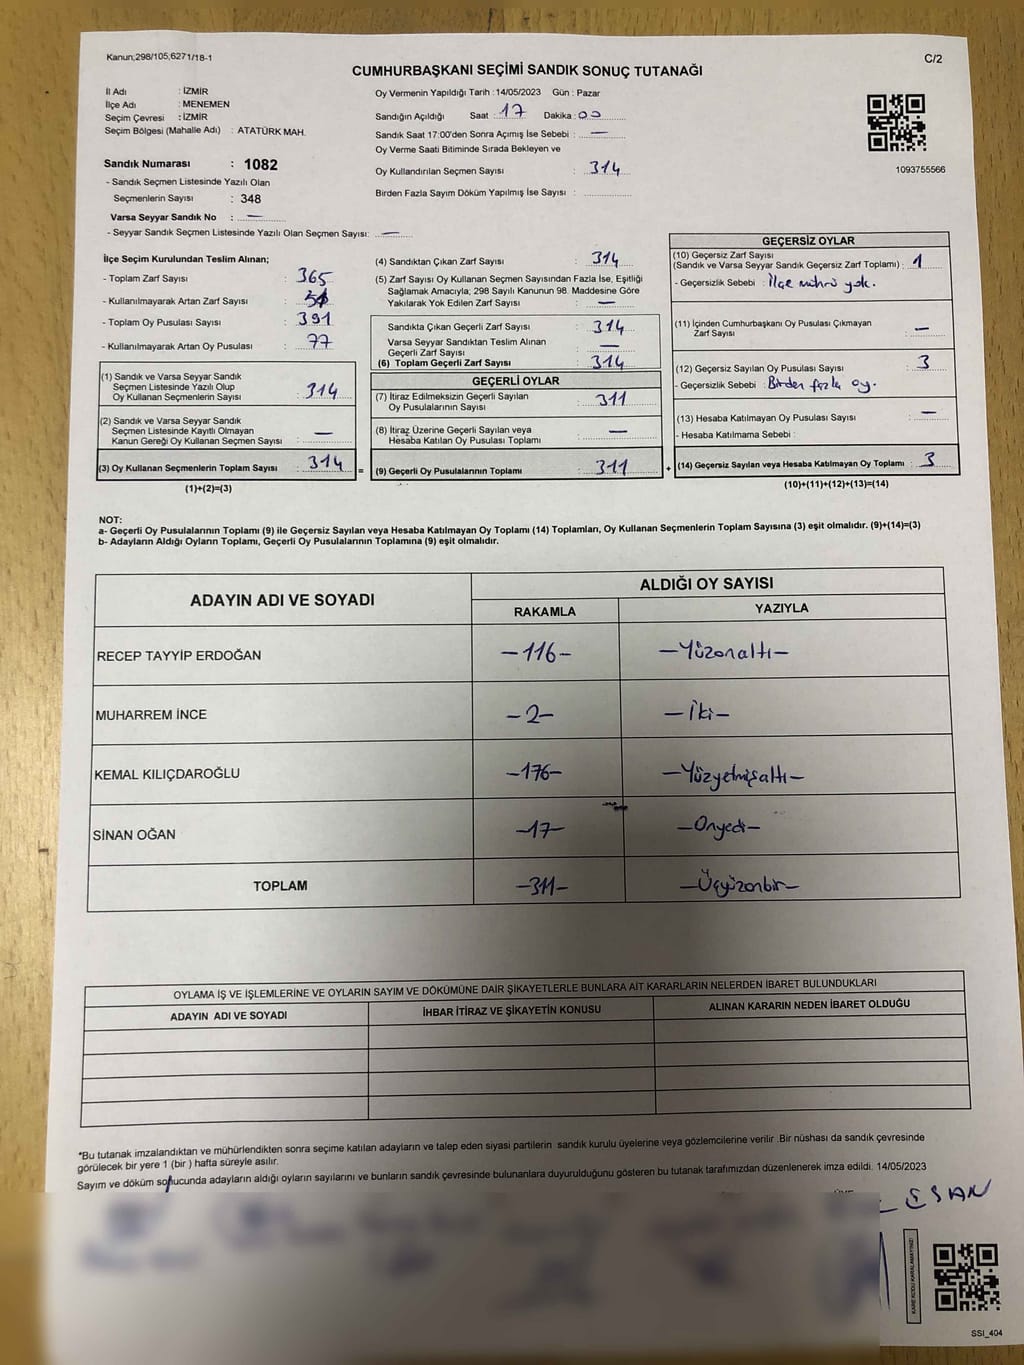 Kanun,298/105,6271/18-1
C/2
CUMHURBAŞKANI SEÇİMİ SANDIK SONUÇ TUTANAĞI
İl Adı : İZMİR
İlçe Adı : MENEMEN
Seçim Çevresi : İZMİR
Seçim Bölgesi (Mahalle Adı) : ATATÜRK MAH.
Sandık Numarası : 1082
- Sandık Seçmen Listesinde Yazılı Olan
Seçmenlerin Sayısı : 348
Varsa Seyyar Sandık No : —
- Seyyar Sandık Seçmen Listesinde Yazılı Olan Seçmen Sayısı: —
Oy Vermenin Yapıldığı Tarih : 14/05/2023 Gün : Pazar
Sandığın Açıldığı Saat : 17 Dakika : 00
Sandık Saat 17:00'den Sonra Açımış İse Sebebi : —
Oy Verme Saati Bitiminde Sırada Bekleyen ve
Oy Kullandırılan Seçmen Sayısı : 314
Birden Fazla Sayım Döküm Yapılmış İse Sayısı :
1093755566
İlçe Seçim Kurulundan Teslim Alınan;
- Toplam Zarf Sayısı : 365
- Kullanılmayarak Artan Zarf Sayısı : 51
- Toplam Oy Pusulası Sayısı : 391
- Kullanılmayarak Artan Oy Pusulası : 77
(1) Sandık ve Varsa Seyyar Sandık
Seçmen Listesinde Yazılı Olup
Oy Kullanan Seçmenlerin Sayısı : 314
(2) Sandık ve Varsa Seyyar Sandık
Seçmen Listesinde Kayıtlı Olmayan
Kanun Gereği Oy Kullanan Seçmen Sayısı : —
(3) Oy Kullanan Seçmenlerin Toplam Sayısı : 314 =
(1)+(2)=(3)
(4) Sandıktan Çıkan Zarf Sayısı : 314
(5) Zarf Sayısı Oy Kullanan Seçmen Sayısından Fazla İse, Eşitliği
Sağlamak Amacıyla; 298 Sayılı Kanunun 98. Maddesine Göre
Yakılarak Yok Edilen Zarf Sayısı : —
Sandıkta Çıkan Geçerli Zarf Sayısı : 314
Varsa Seyyar Sandıktan Teslim Alınan
Geçerli Zarf Sayısı : —
(6) Toplam Geçerli Zarf Sayısı : 314
GEÇERLİ OYLAR
(7) İtiraz Edilmeksizin Geçerli Sayılan
Oy Pusulalarının Sayısı : 311
(8) İtiraz Üzerine Geçerli Sayılan veya
Hesaba Katılan Oy Pusulası Toplamı : —
(9) Geçerli Oy Pusulalarının Toplamı : 311 +
GEÇERSİZ OYLAR
(10) Geçersiz Zarf Sayısı
(Sandık ve Varsa Seyyar Sandık Geçersiz Zarf Toplamı) : 1
- Geçersizlik Sebebi : İlçe mührü yok.
(11) İçinden Cumhurbaşkanı Oy Pusulası Çıkmayan
Zarf Sayısı : —
(12) Geçersiz Sayılan Oy Pusulası Sayısı : 3
- Geçersizlik Sebebi : Birden fazla oy.
(13) Hesaba Katılmayan Oy Pusulası Sayısı : —
- Hesaba Katılmama Sebebi :
(14) Geçersiz Sayılan veya Hesaba Katılmayan Oy Toplamı : 3
(10)+(11)+(12)+(13)=(14)
NOT:
a- Geçerli Oy Pusulalarının Toplamı (9) ile Geçersiz Sayılan veya Hesaba Katılmayan Oy Toplamı (14) Toplamları, Oy Kullanan Seçmenlerin Toplam Sayısına (3) eşit olmalıdır. (9)+(14)=(3)
b- Adayların Aldığı Oyların Toplamı, Geçerli Oy Pusulalarının Toplamına (9) eşit olmalıdır.
ADAYIN ADI VE SOYADI ALDIĞI OY SAYISI
RAKAMLA YAZIYLA
RECEP TAYYİP ERDOĞAN —116— —Yüzonaltı—
MUHARREM İNCE —2— —İki—
KEMAL KILIÇDAROĞLU —176— —Yüzyetmişaltı—
SİNAN OĞAN —17— —Onyedi—
TOPLAM —311— —Üçyüzonbir—
OYLAMA İŞ VE İŞLEMLERİNE VE OYLARIN SAYIM VE DÖKÜMÜNE DAİR ŞİKAYETLERLE BUNLARA AİT KARARLARIN NELERDEN İBARET BULUNDUKLARI
ADAYIN ADI VE SOYADI İHBAR İTİRAZ VE ŞİKAYETİN KONUSU ALINAN KARARIN NEDEN İBARET OLDUĞU
*Bu tutanak imzalandıktan ve mühürlendikten sonra seçime katılan adayların ve talep eden siyasi partilerin sandık kurulu üyelerine veya gözlemcilerine verilir .Bir nüshası da sandık çevresinde
görülecek bir yere 1 (bir ) hafta süreyle asılır.
Sayım ve döküm sonucunda adayların aldığı oyların sayılarını ve bunların sandık çevresinde bulunanlara duyurulduğunu gösteren bu tutanak tarafımızdan düzenlenerek imza edildi. 14/05/2023
KARE KODU KARALAMAYINIZ!
SSI_404